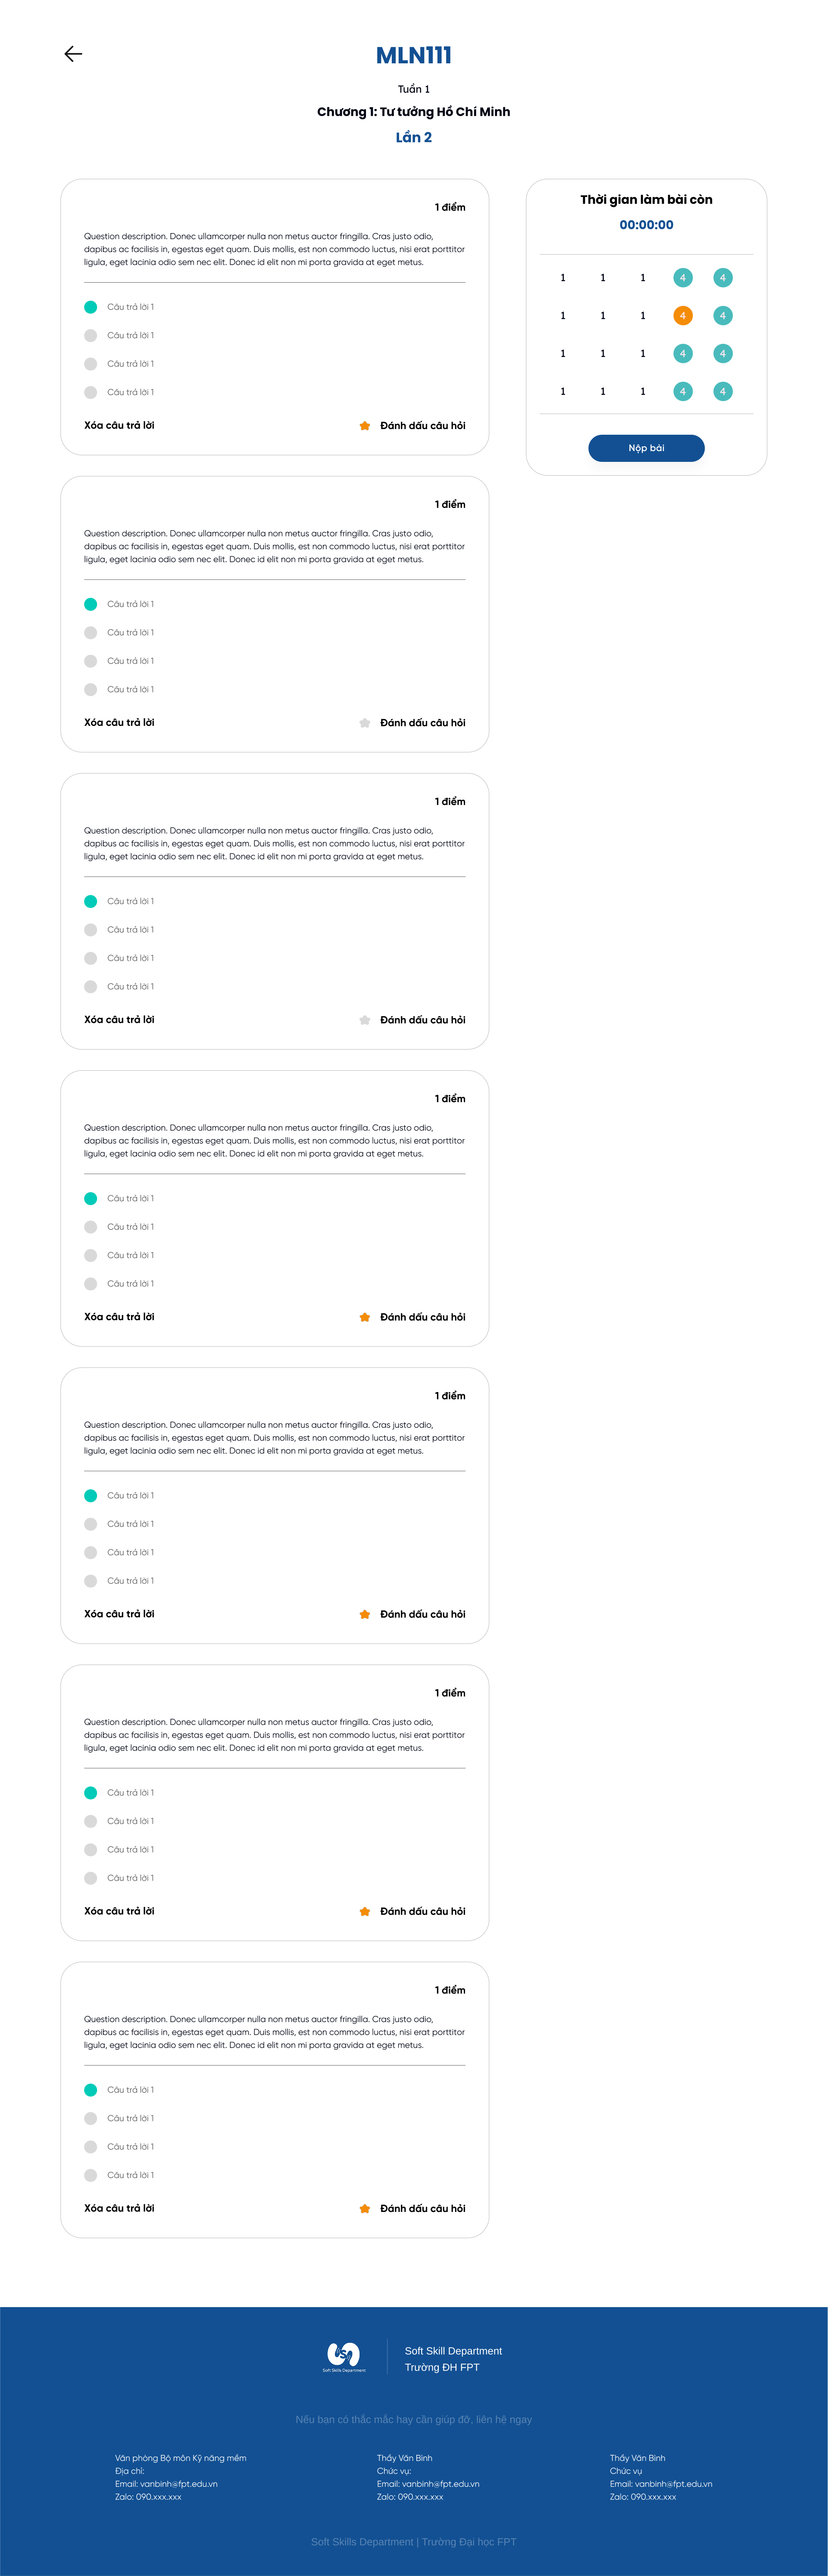 MLN111
Tuần 1
Chương 1: Tư tưởng Hồ Chí Minh
Lần 2
1 điểm
Question description. Donec ullamcorper nulla non metus auctor fringilla. Cras justo odio,
dapibus ac facilisis in, egestas eget quam. Duis mollis, est non commodo luctus, nisi erat porttitor
ligula, eget lacinia odio sem nec elit. Donec id elit non mi porta gravida at eget metus.
Câu trả lời 1
Câu trả lời 1
Câu trả lời 1
Câu trả lời 1
Xóa câu trả lời Đánh dấu câu hỏi
Thời gian làm bài còn
00:00:00
1 1 1 4 4
1 1 1 4 4
1 1 1 4 4
1 1 1 4 4
Nộp bài
1 điểm
Question description. Donec ullamcorper nulla non metus auctor fringilla. Cras justo odio,
dapibus ac facilisis in, egestas eget quam. Duis mollis, est non commodo luctus, nisi erat porttitor
ligula, eget lacinia odio sem nec elit. Donec id elit non mi porta gravida at eget metus.
Câu trả lời 1
Câu trả lời 1
Câu trả lời 1
Câu trả lời 1
Xóa câu trả lời Đánh dấu câu hỏi
1 điểm
Question description. Donec ullamcorper nulla non metus auctor fringilla. Cras justo odio,
dapibus ac facilisis in, egestas eget quam. Duis mollis, est non commodo luctus, nisi erat porttitor
ligula, eget lacinia odio sem nec elit. Donec id elit non mi porta gravida at eget metus.
Câu trả lời 1
Câu trả lời 1
Câu trả lời 1
Câu trả lời 1
Xóa câu trả lời Đánh dấu câu hỏi
1 điểm
Question description. Donec ullamcorper nulla non metus auctor fringilla. Cras justo odio,
dapibus ac facilisis in, egestas eget quam. Duis mollis, est non commodo luctus, nisi erat porttitor
ligula, eget lacinia odio sem nec elit. Donec id elit non mi porta gravida at eget metus.
Câu trả lời 1
Câu trả lời 1
Câu trả lời 1
Câu trả lời 1
Xóa câu trả lời Đánh dấu câu hỏi
1 điểm
Question description. Donec ullamcorper nulla non metus auctor fringilla. Cras justo odio,
dapibus ac facilisis in, egestas eget quam. Duis mollis, est non commodo luctus, nisi erat porttitor
ligula, eget lacinia odio sem nec elit. Donec id elit non mi porta gravida at eget metus.
Câu trả lời 1
Câu trả lời 1
Câu trả lời 1
Câu trả lời 1
Xóa câu trả lời Đánh dấu câu hỏi
1 điểm
Question description. Donec ullamcorper nulla non metus auctor fringilla. Cras justo odio,
dapibus ac facilisis in, egestas eget quam. Duis mollis, est non commodo luctus, nisi erat porttitor
ligula, eget lacinia odio sem nec elit. Donec id elit non mi porta gravida at eget metus.
Câu trả lời 1
Câu trả lời 1
Câu trả lời 1
Câu trả lời 1
Xóa câu trả lời Đánh dấu câu hỏi
1 điểm
Question description. Donec ullamcorper nulla non metus auctor fringilla. Cras justo odio,
dapibus ac facilisis in, egestas eget quam. Duis mollis, est non commodo luctus, nisi erat porttitor
ligula, eget lacinia odio sem nec elit. Donec id elit non mi porta gravida at eget metus.
Câu trả lời 1
Câu trả lời 1
Câu trả lời 1
Câu trả lời 1
Xóa câu trả lời Đánh dấu câu hỏi
Soft Skills Department
Soft Skill Department
Trường ĐH FPT
Nếu bạn có thắc mắc hay cần giúp đỡ, liên hê ngay
Văn phòng Bộ môn Kỹ năng mềm
Địa chỉ:
Email: vanbinh@fpt.edu.vn
Zalo: 090.xxx.xxx
Thầy Văn Bình
Chức vụ:
Email: vanbinh@fpt.edu.vn
Zalo: 090.xxx.xxx
Thầy Văn Bình
Chức vụ
Email: vanbinh@fpt.edu.vn
Zalo: 090.xxx.xxx
Soft Skills Department | Trường Đại học FPT